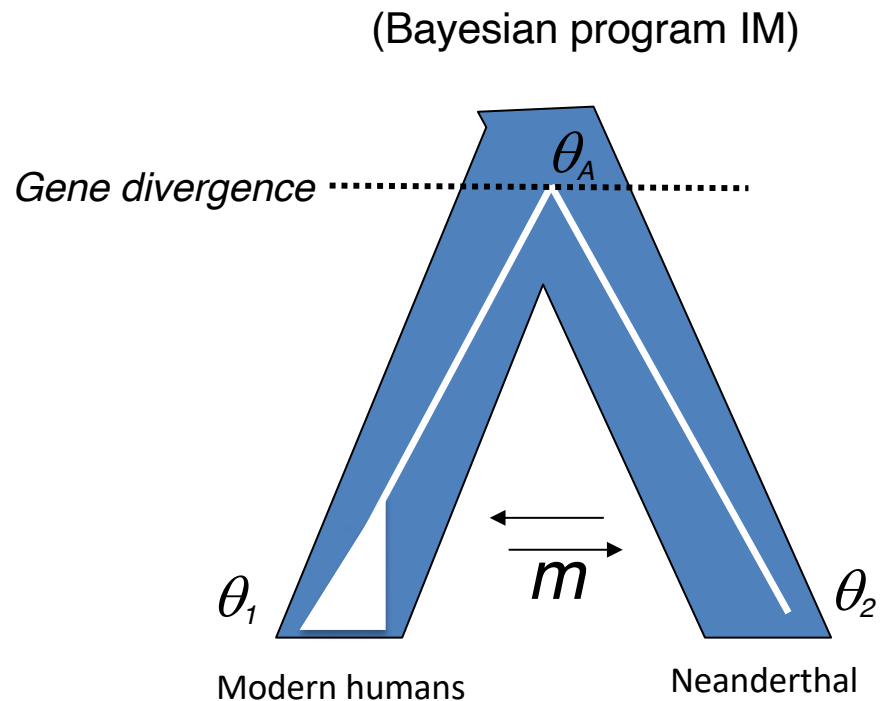 (Bayesian program IM)
θA
Gene divergence
m
θ1
θ2
Modern humans
Neanderthal